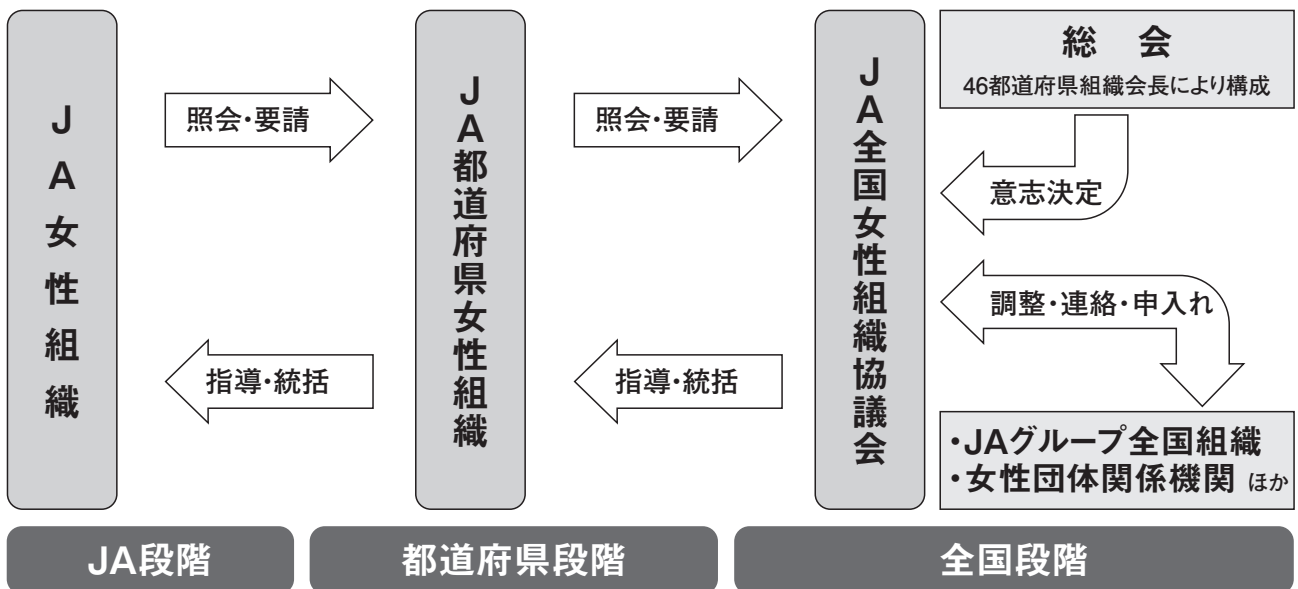 JA女性組織
照会・要請
指導・統括
JA都道府県女性組織
照会・要請
指導・統括
JA全国女性組織協議会
総　会
46都道府県組織会長により構成
意志決定
調整・連絡・申入れ
・JAグループ全国組織
・女性団体関係機関 ほか
JA段階
都道府県段階
全国段階